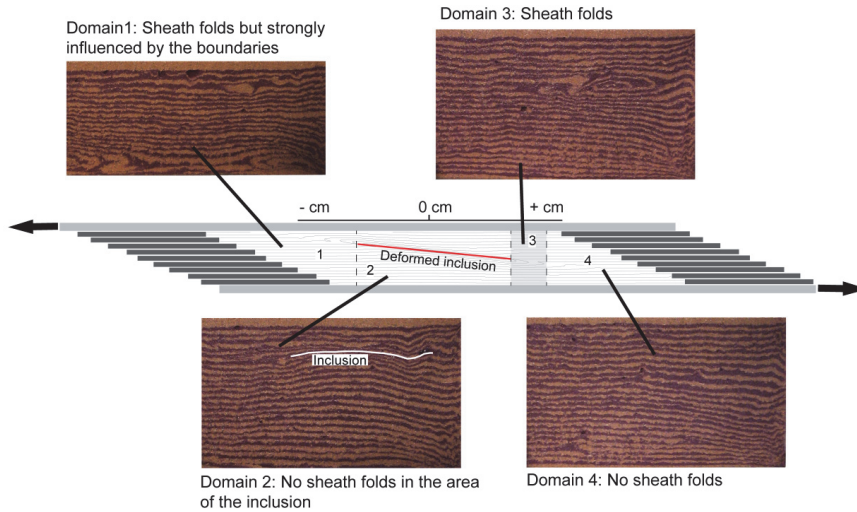 Domain1: Sheath folds but strongly
influenced by the boundaries
Domain 3: Sheath folds
- cm
0 cm
+ cm
1
3
Deformed inclusion
2
4
Inclusion
Domain 2: No sheath folds in the area
of the inclusion
Domain 4: No sheath folds